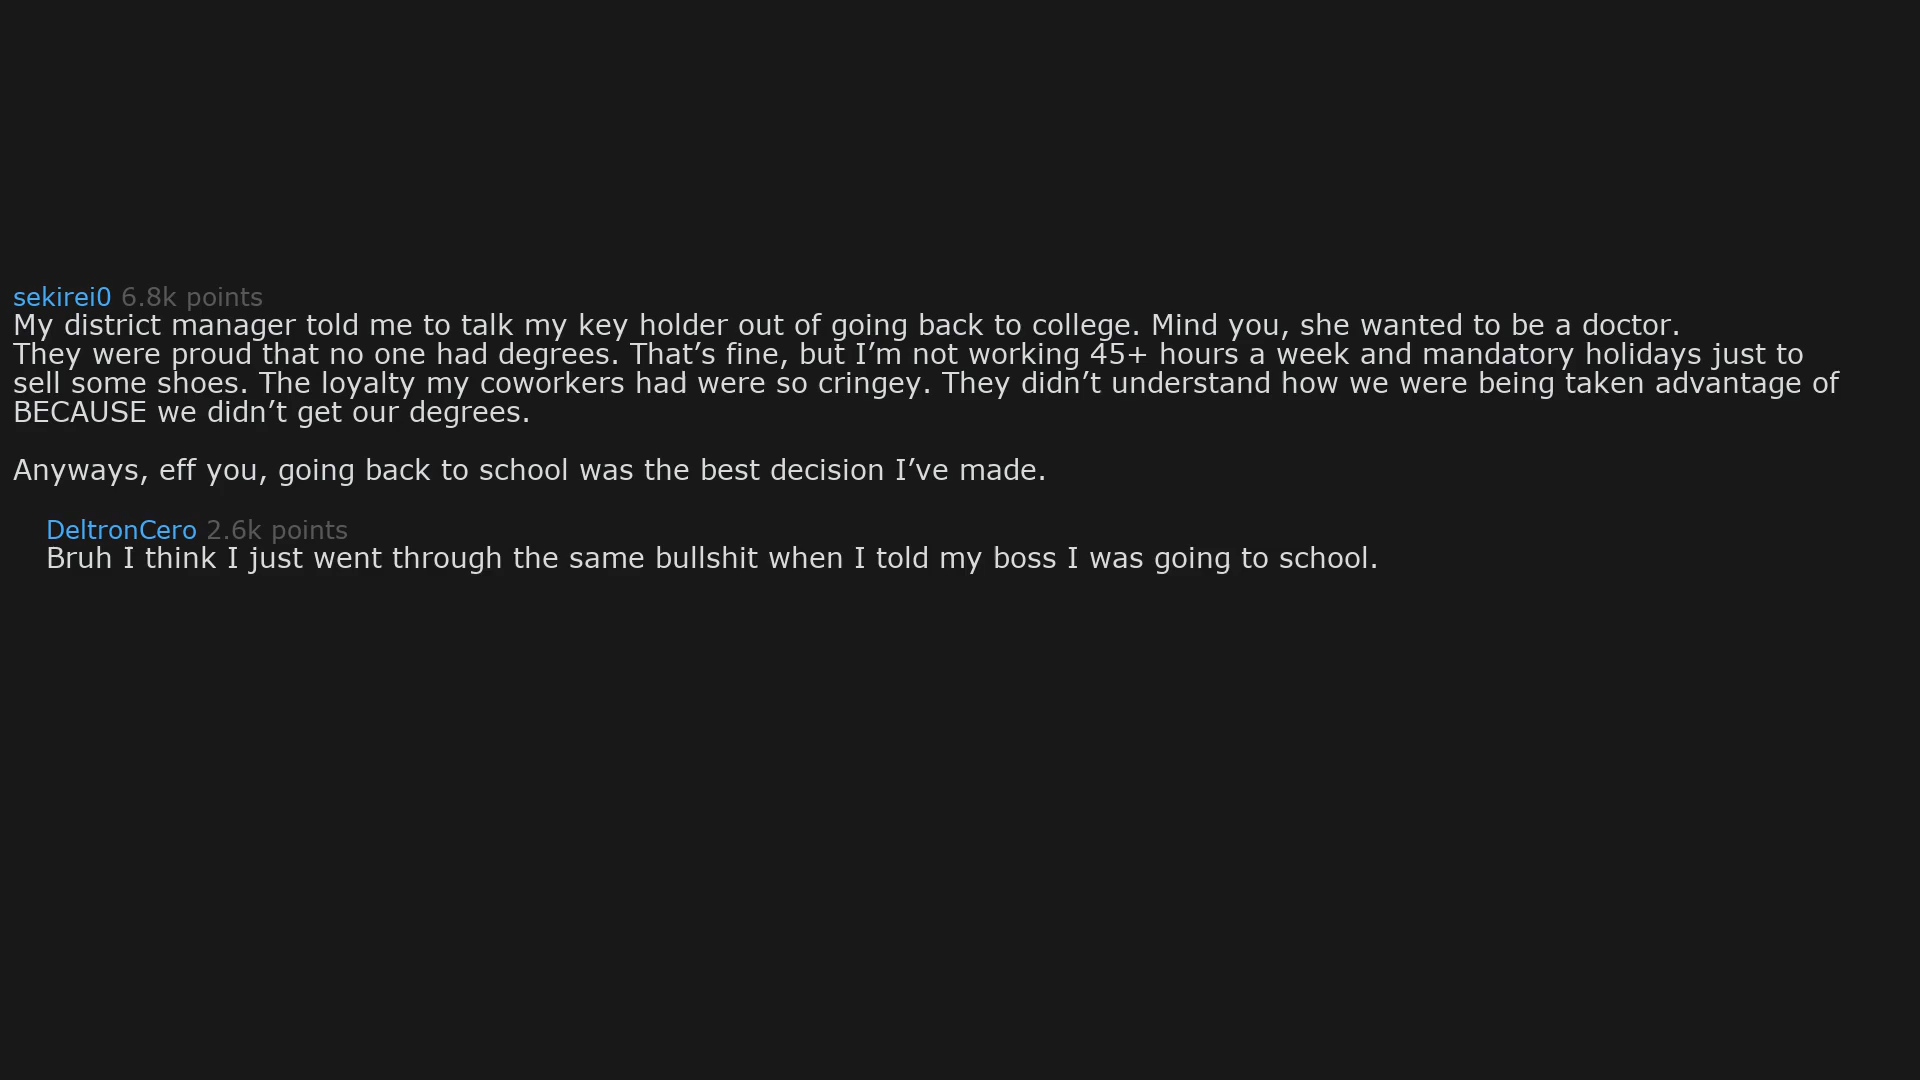 sekirei0 6.8k points
My district manager told me to talk my key holder out of going back to college. Mind you, she wanted to be a doctor.
They were proud that no one had degrees. That’s fine, but I’m not working 45+ hours a week and mandatory holidays just to
sell some shoes. The loyalty my coworkers had were so cringey. They didn’t understand how we were being taken advantage of
BECAUSE we didn’t get our degrees.
Anyways, eff you, going back to school was the best decision I’ve made.
DeltronCero 2.6k points
Bruh I think I just went through the same bullshit when I told my boss I was going to school.